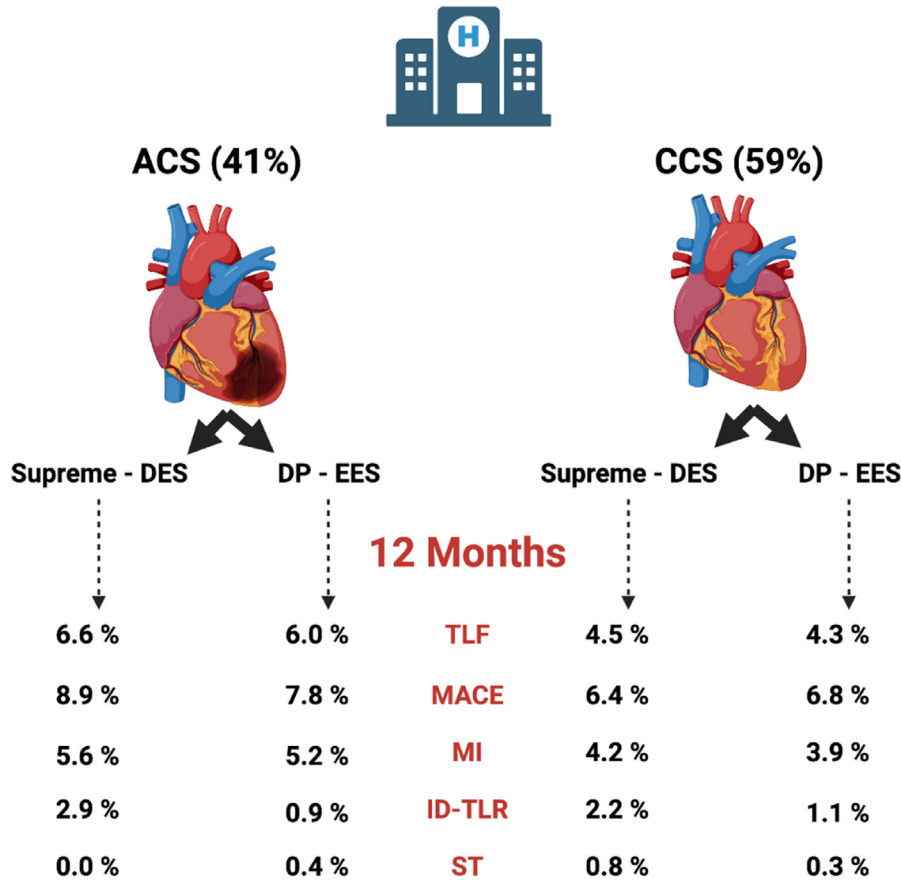 H
ACS (41%)
CCS (59%)
Supreme - DES
DP - EES
Supreme - DES
DP - EES
12 Months
6.6 %
6.0 %
TLF
4.5 %
4.3 %
8.9 %
7.8 %
MACE
6.4 %
6.8 %
5.6 %
5.2 %
MI
4.2 %
3.9 %
2.9 %
0.9 %
ID-TLR
2.2 %
1.1 %
0.0 %
0.4 %
ST
0.8 %
0.3 %